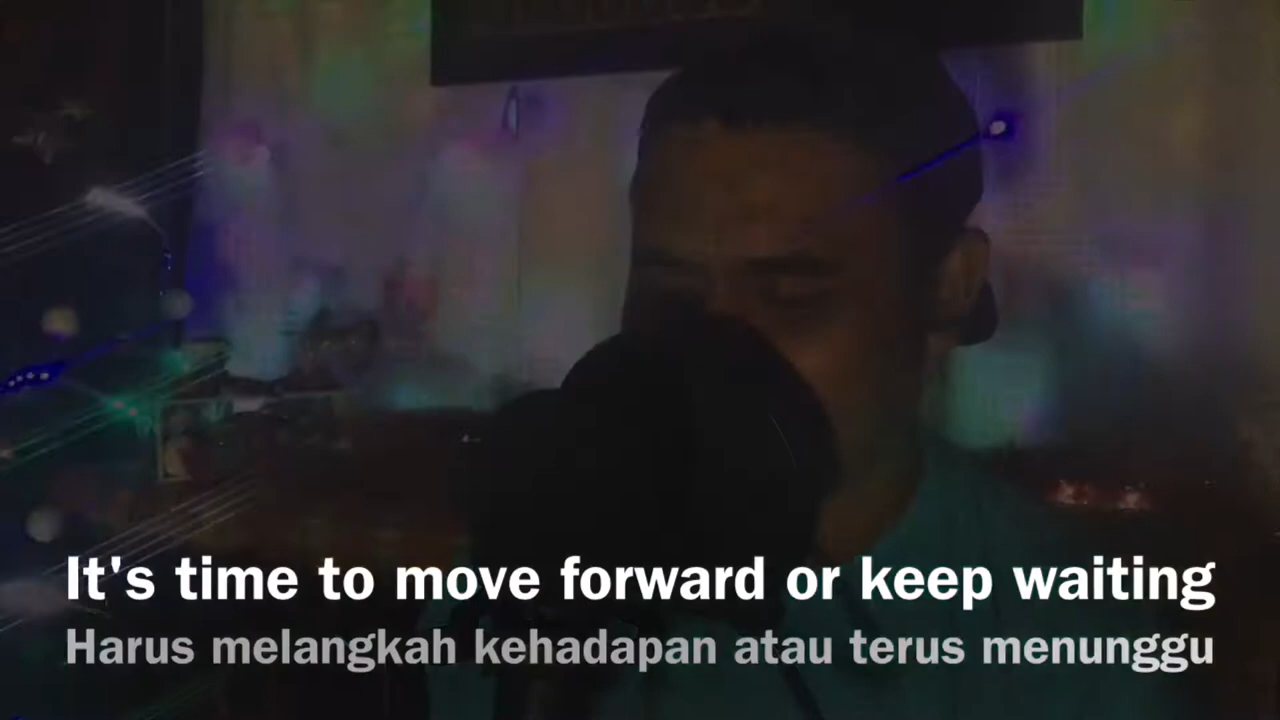 It's time to move forward or keep waiting
Harus melangkah kehadapan atau terus menunggu